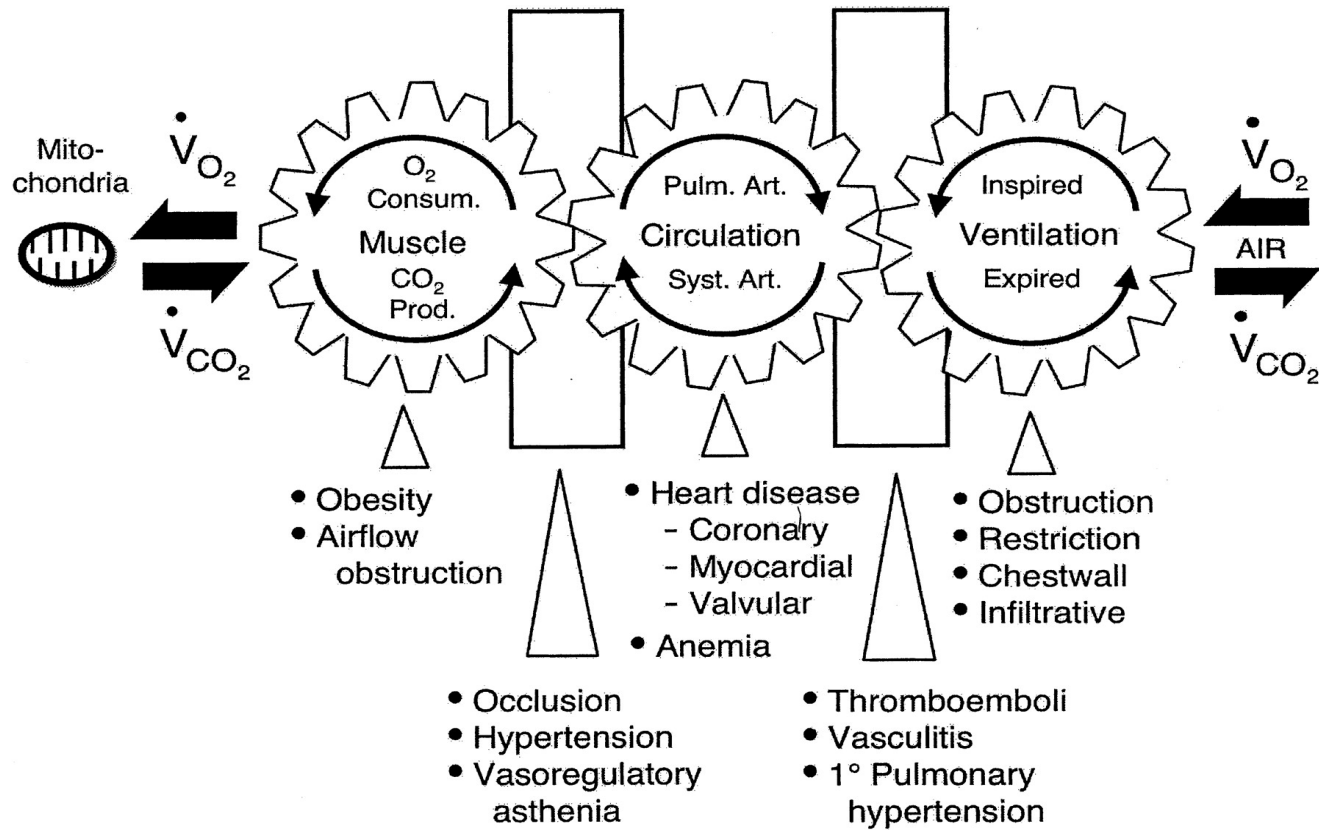 Mito-
chondria
V̇O₂
V̇CO₂
O₂
Consum.
Muscle
CO₂
Prod.
Pulm. Art.
Circulation
Syst. Art.
Inspired
Ventilation
Expired
V̇O₂
AIR
V̇CO₂
• Obesity
• Airflow
obstruction
• Occlusion
• Hypertension
• Vasoregulatory
asthenia
• Heart disease
– Coronary
– Myocardial
– Valvular
• Anemia
• Thromboemboli
• Vasculitis
• 1° Pulmonary
hypertension
• Obstruction
• Restriction
• Chestwall
• Infiltrative